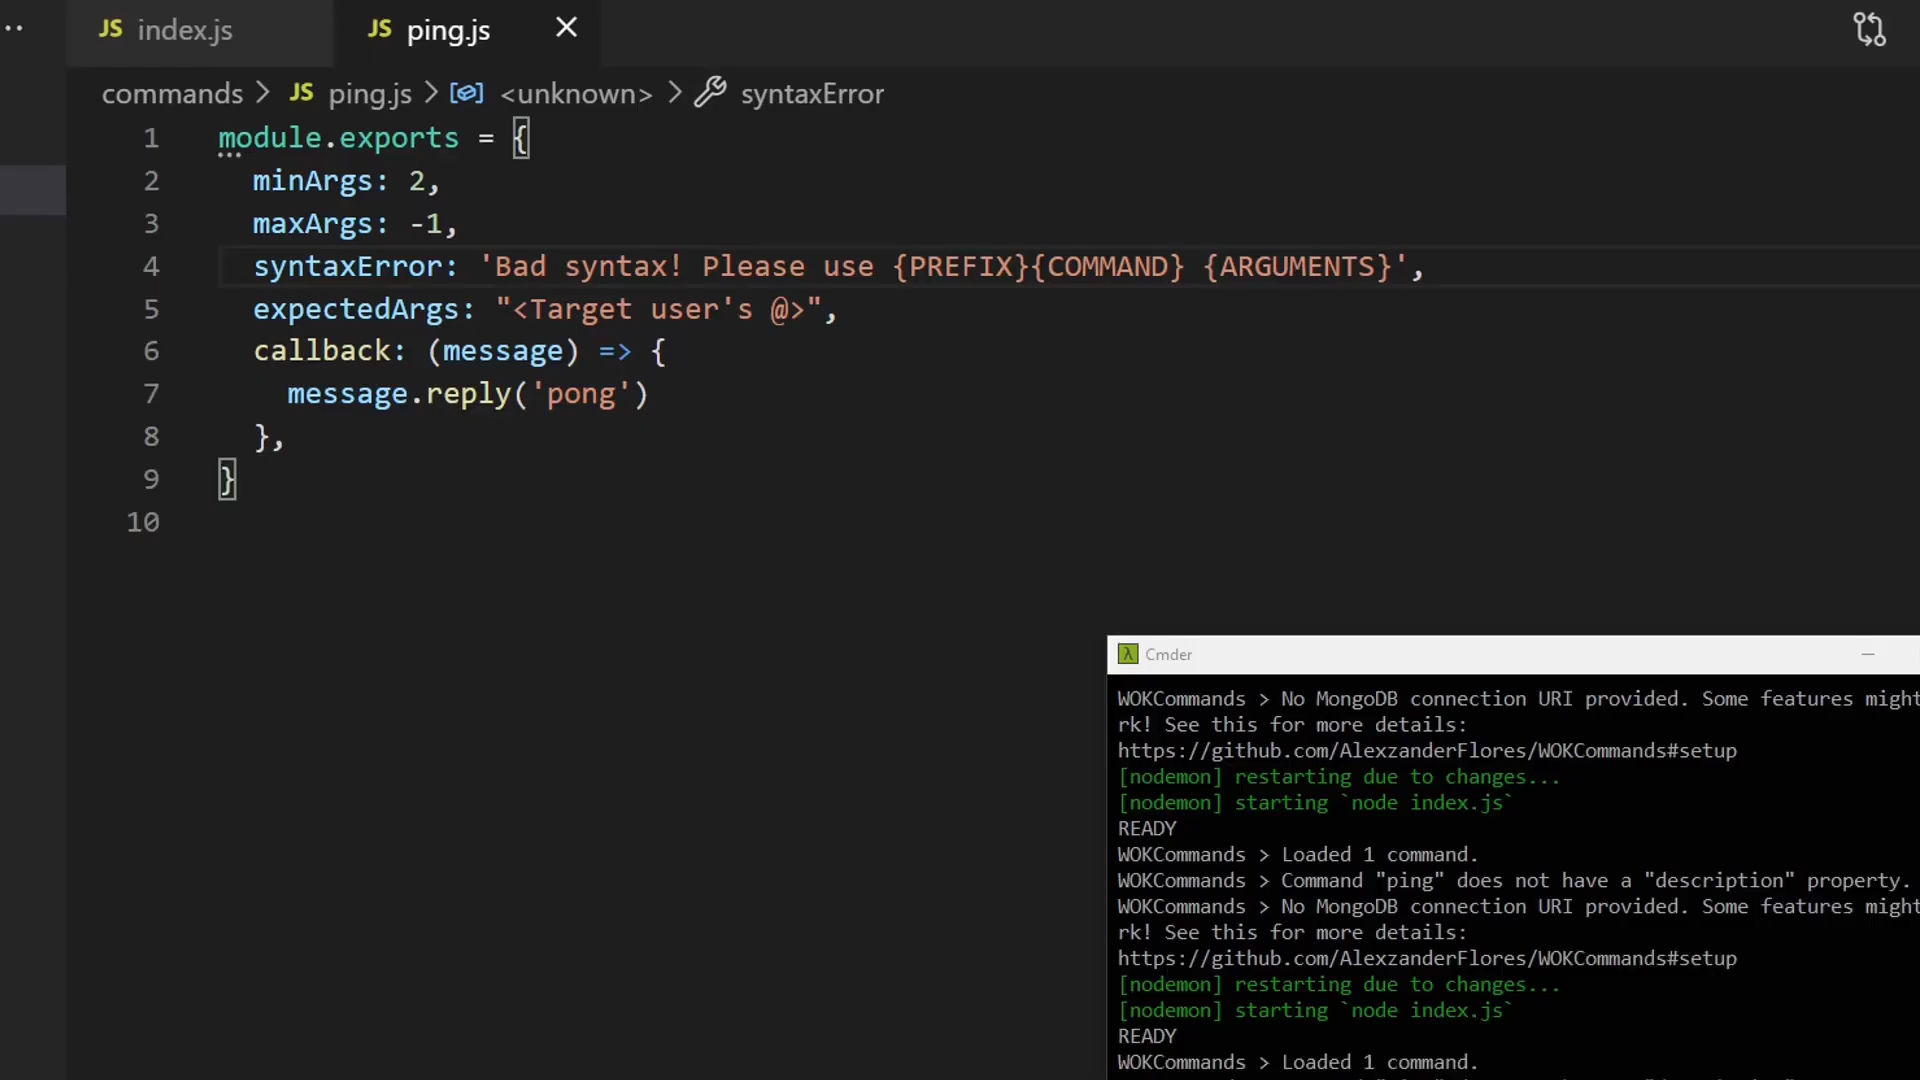 JS index.js
JS ping.js
commands > JS ping.js > <unknown> > syntaxError
1 module.exports = {
2 minArgs: 2,
3 maxArgs: -1,
4 syntaxError: 'Bad syntax! Please use {PREFIX}{COMMAND} {ARGUMENTS}',
5 expectedArgs: "<Target user's @>",
6 callback: (message) => {
7 message.reply('pong')
8 },
9 }
10
λ Cmder
WOKCommands > No MongoDB connection URI provided. Some features might
rk! See this for more details:
https://github.com/AlexzanderFlores/WOKCommands#setup
[nodemon] restarting due to changes...
[nodemon] starting `node index.js`
READY
WOKCommands > Loaded 1 command.
WOKCommands > Command "ping" does not have a "description" property.
WOKCommands > No MongoDB connection URI provided. Some features might
rk! See this for more details:
https://github.com/AlexzanderFlores/WOKCommands#setup
[nodemon] restarting due to changes...
[nodemon] starting `node index.js`
READY
WOKCommands > Loaded 1 command.